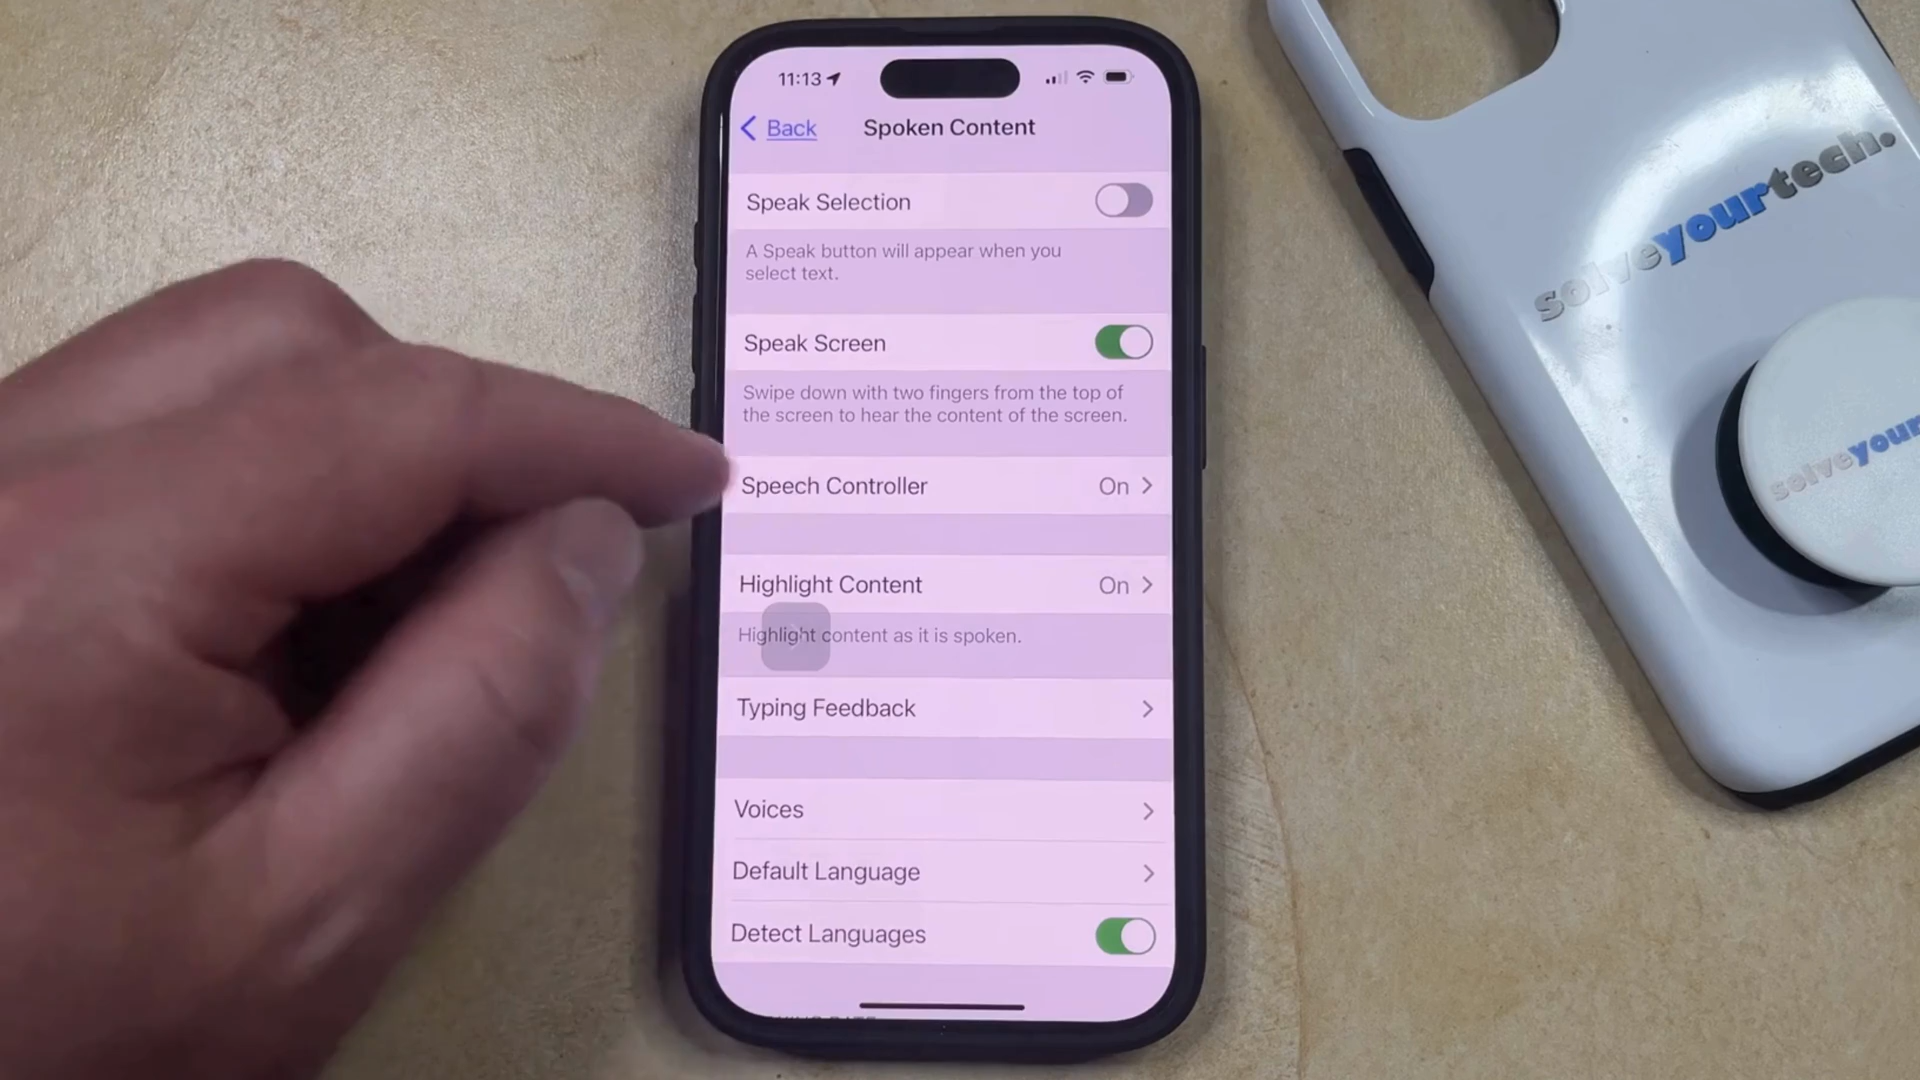 11:13
Back
Spoken Content
Speak Selection
A Speak button will appear when you
select text.
Speak Screen
Swipe down with two fingers from the top of
the screen to hear the content of the screen.
Speech Controller
On
Highlight Content
On
Highlight content as it is spoken.
Typing Feedback
Voices
Default Language
Detect Languages
solveyourtech.
solveyour